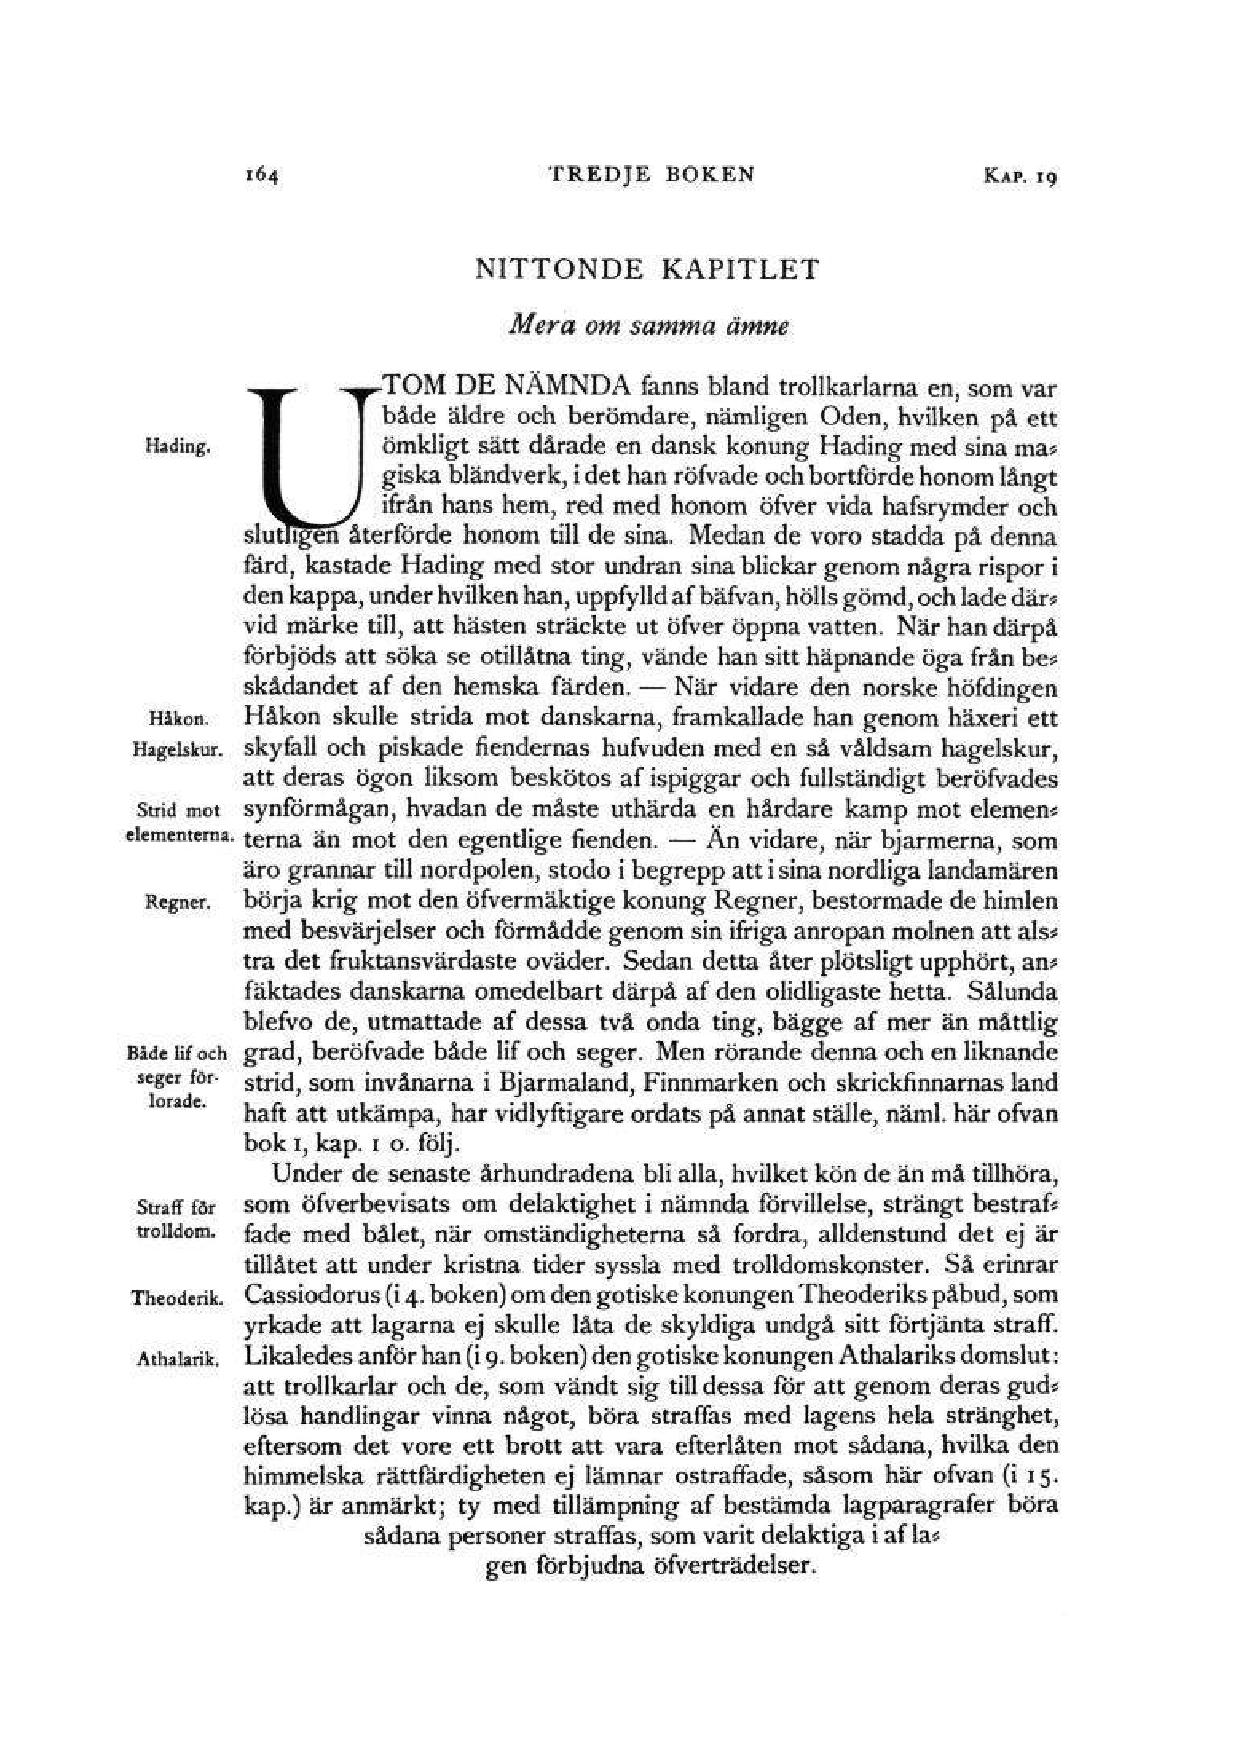 164 TREDJE BOKEN KAP. 19
NITTONDE KAPITLET
Mera om samma ämne
UTOM DE NÄMNDA fanns bland trollkarlarna en, som var
både äldre och berömdare, nämligen Oden, hvilken på ett
Hading. ömkligt sätt dårade en dansk konung Hading med sina ma-
giska bländverk, i det han röfvade och bortförde honom långt
ifrån hans hem, red med honom öfver vida hafsrymder och
slutligen återförde honom till de sina. Medan de voro stadda på denna
färd, kastade Hading med stor undran sina blickar genom några rispor i
den kappa, under hvilken han, uppfylld af bäfvan, hölls gömd, och lade där-
vid märke till, att hästen sträckte ut öfver öppna vatten. När han därpå
förbjöds att söka se otillåtna ting, vände han sitt häpnande öga från be-
skådandet af den hemska färden. — När vidare den norske höfdingen
Håkon. Håkon skulle strida mot danskarna, framkallade han genom häxeri ett
Hagelskur. skyfall och piskade fiendernas hufvuden med en så våldsam hagelskur,
att deras ögon liksom beskötos af ispiggar och fullständigt beröfvades
Strid mot synförmågan, hvadan de måste uthärda en hårdare kamp mot elemen-
elementerna. terna än mot den egentlige fienden. — Än vidare, när bjarmerna, som
äro grannar till nordpolen, stodo i begrepp att i sina nordliga landamären
Regner. börja krig mot den öfvermäktige konung Regner, bestormade de himlen
med besvärjelser och förmådde genom sin ifriga anropan molnen att als-
tra det fruktansvärdaste oväder. Sedan detta åter plötsligt upphört, an-
fäktades danskarna omedelbart därpå af den olidligaste hetta. Sålunda
blefvo de, utmattade af dessa två onda ting, bägge af mer än måttlig
Både lif och grad, beröfvade både lif och seger. Men rörande denna och en liknande
seger för- strid, som invånarna i Bjarmaland, Finnmarken och skrickfinnarnas land
lorade. haft att utkämpa, har vidlyftigare ordats på annat ställe, näml. här ofvan
bok 1, kap. 1 o. följ.
Under de senaste århundradena bli alla, hvilket kön de än må tillhöra,
Straff för som öfverbevisats om delaktighet i nämnda förvillelse, strängt bestraf-
trolldom. fade med bålet, när omständigheterna så fordra, alldenstund det ej är
tillåtet att under kristna tider syssla med trolldomskonster. Så erinrar
Theoderik. Cassiodorus (i 4. boken) om den gotiske konungen Theoderiks påbud, som
yrkade att lagarna ej skulle låta de skyldiga undgå sitt förtjänta straff.
Athalarik. Likaledes anför han (i 9. boken) den gotiske konungen Athalariks domslut:
att trollkarlar och de, som vändt sig till dessa för att genom deras gud-
lösa handlingar vinna något, böra straffas med lagens hela stränghet,
eftersom det vore ett brott att vara efterlåten mot sådana, hvilka den
himmelska rättfärdigheten ej lämnar ostraffade, såsom här ofvan (i 15.
kap.) är anmärkt; ty med tillämpning af bestämda lagparagrafer böra
sådana personer straffas, som varit delaktiga i af la-
gen förbjudna öfverträdelser.